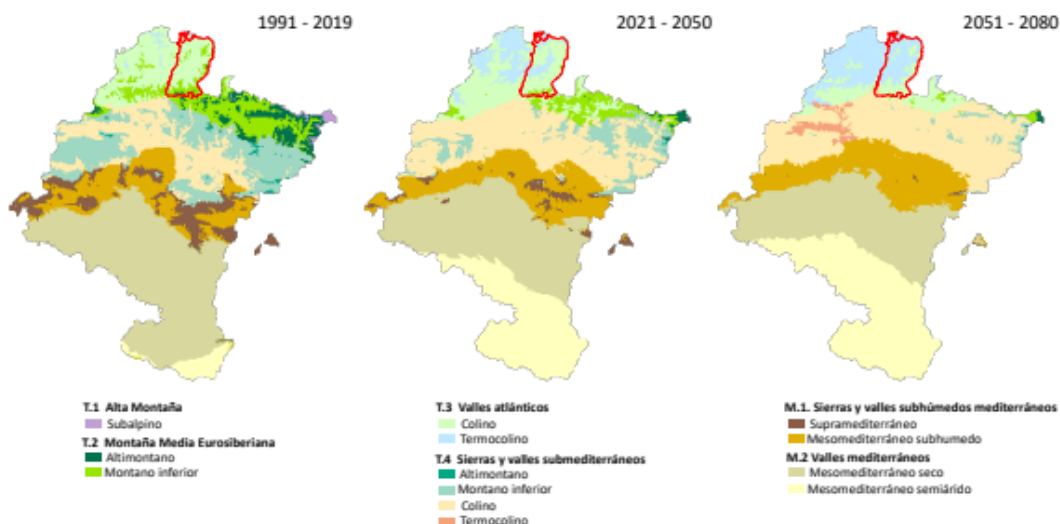 1991 - 2019
2021 - 2050
2051 - 2080
T.1 Alta Montaña
Subalpino
T.2 Montaña Media Eurosiberiana
Altimontano
Montano inferior
T.3 Valles atlánticos
Colino
Termocolino
T.4 Sierras y valles submediterráneos
Altimontano
Montano inferior
Colino
Termocolino
M.1. Sierras y valles subhúmedos mediterráneos
Supramediterráneo
Mesomediterráneo subhumedo
M.2 Valles mediterráneos
Mesomediterráneo seco
Mesomediterráneo semiárido